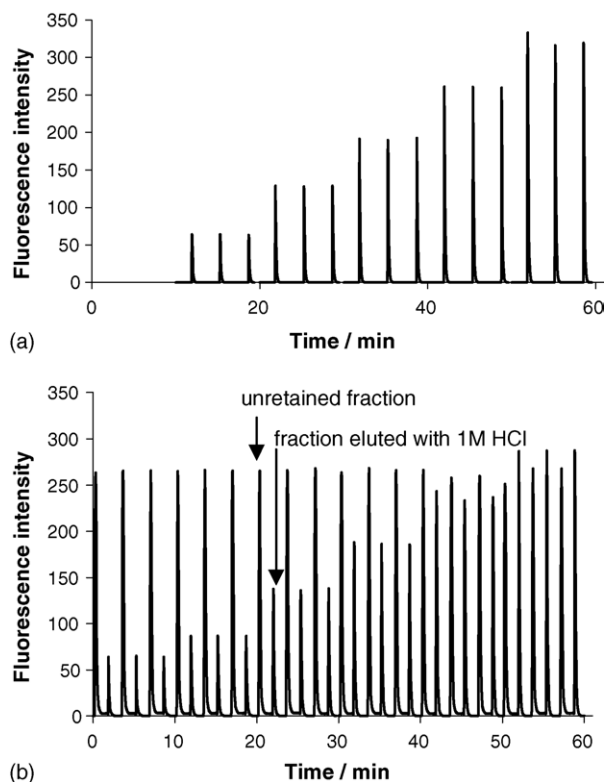 350
300
250
200
150
100
50
0
Fluorescence intensity
0 20 40 60
Time / min
(a)
350
300
250
200
150
100
50
0
Fluorescence intensity
unretained fraction
fraction eluted with 1M HCl
0 10 20 30 40 50 60
Time / min
(b)